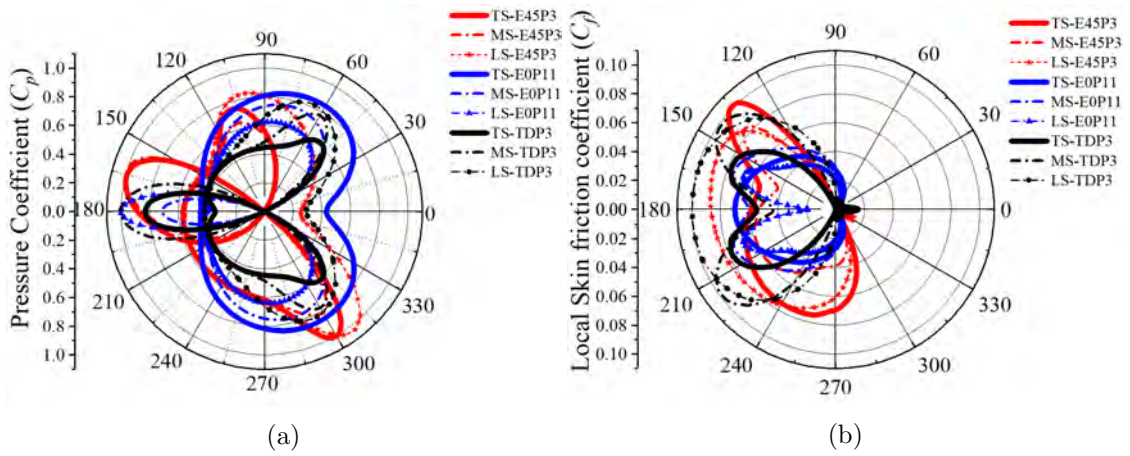 TS-E45P3
MS-E45P3
LS-E45P3
TS-E0P11
MS-E0P11
LS-E0P11
TS-TDP3
MS-TDP3
LS-TDP3
Pressure Coefficient (Cp)
1.0
0.8
0.6
0.4
0.2
0.0
0.2
0.4
0.6
0.8
1.0
90
60
30
0
330
300
270
240
210
180
150
120
(a)
TS-E45P3
MS-E45P3
LS-E45P3
TS-E0P11
MS-E0P11
LS-E0P11
TS-TDP3
MS-TDP3
LS-TDP3
Local Skin friction coefficient (Cf)
0.10
0.08
0.06
0.04
0.02
0.00
0.02
0.04
0.06
0.08
0.10
90
60
30
0
330
300
270
240
210
180
150
120
(b)